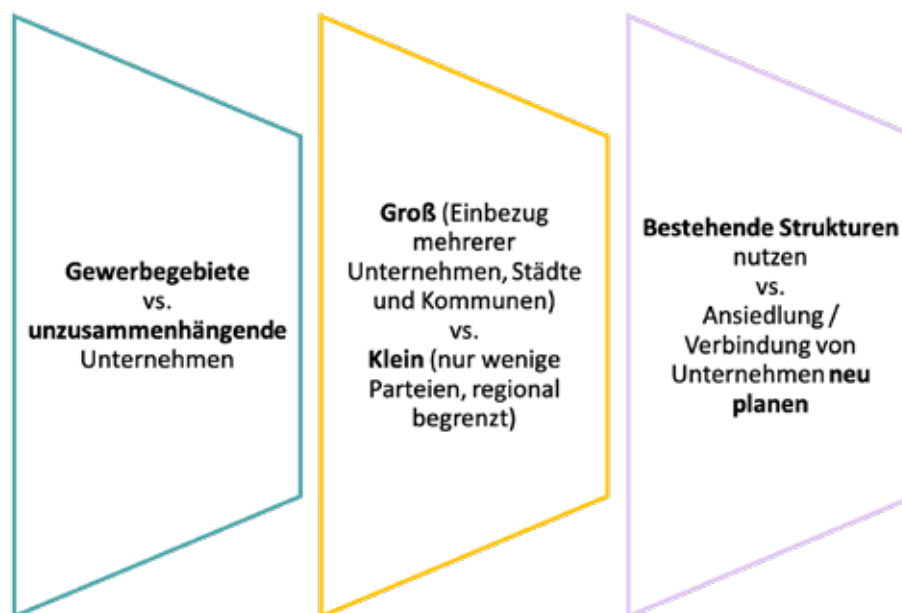 Gewerbegebiete
vs.
unzusammenhängende
Unternehmen
Groß (Einbezug
mehrerer
Unternehmen, Städte
und Kommunen)
vs.
Klein (nur wenige
Parteien, regional
begrenzt)
Bestehende Strukturen
nutzen
vs.
Ansiedlung /
Verbindung von
Unternehmen neu
planen